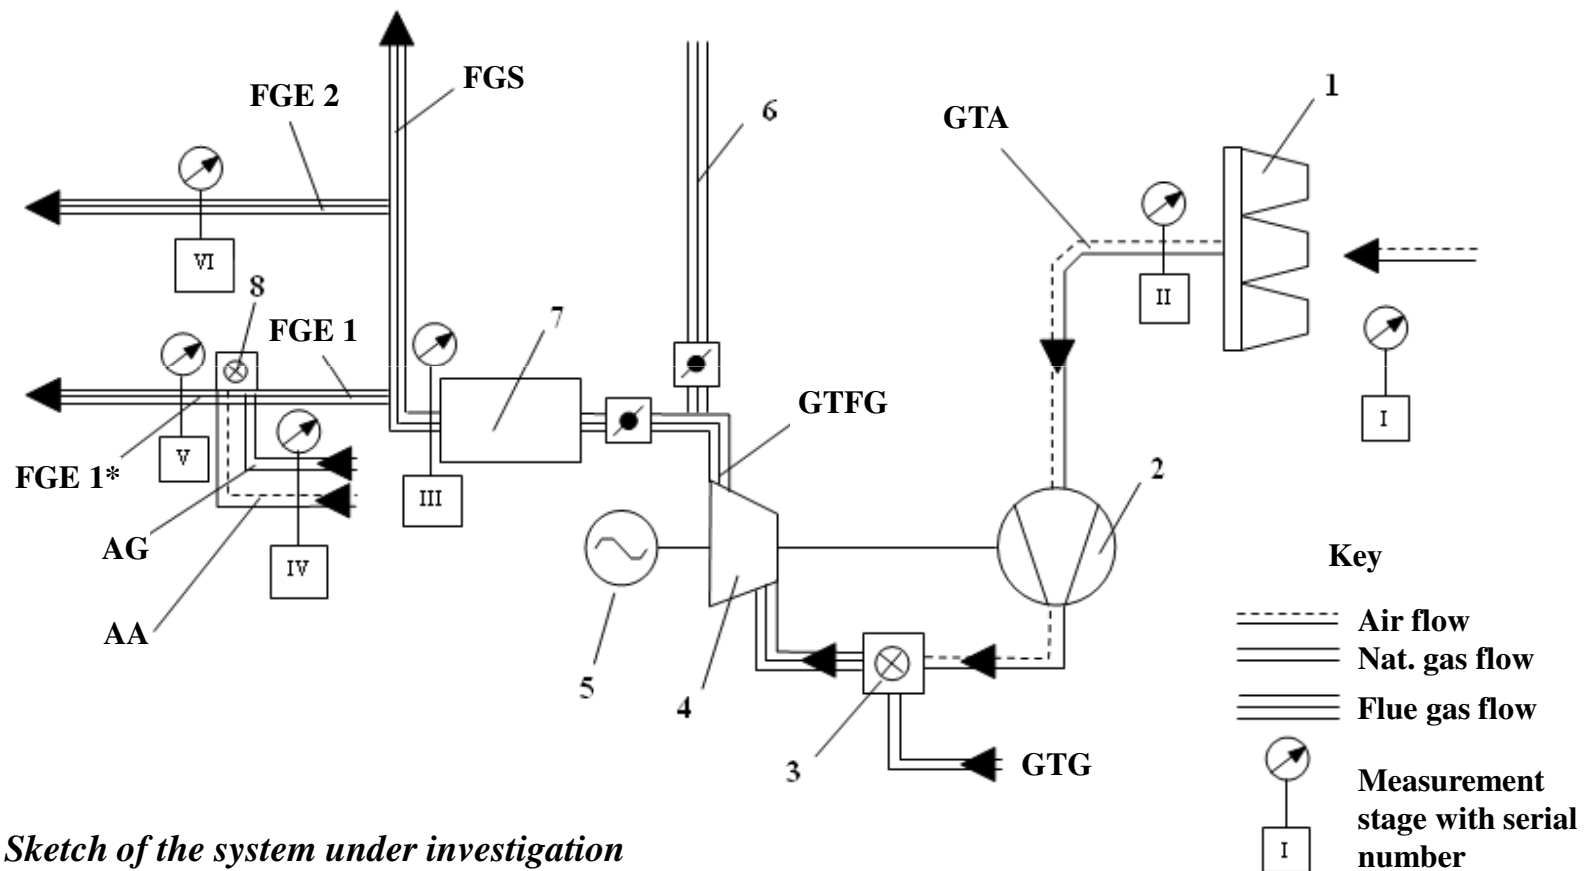 FGS
FGE 2
6
GTA
1
VI
II
8
FGE 1
7
I
GTFG
V
FGE 1*
III
2
AG
IV
AA
Key
Air flow
Nat. gas flow
Flue gas flow
5
4
3
GTG
Measurement
stage with serial
number
I
Sketch of the system under investigation